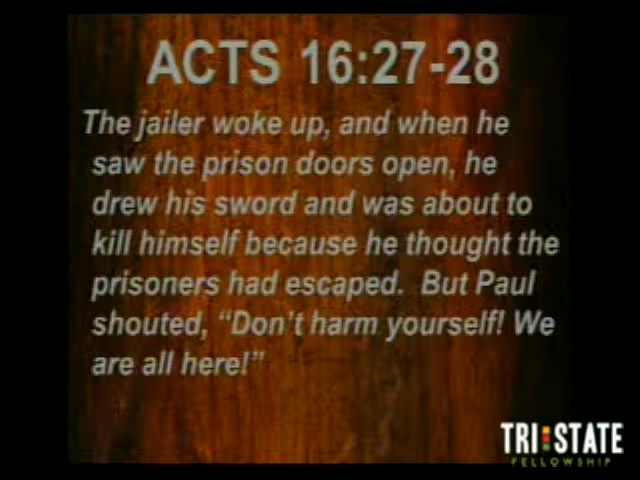 ACTS 16:27-28
The jailer woke up, and when he
saw the prison doors open, he
drew his sword and was about to
kill himself because he thought the
prisoners had escaped.  But Paul
shouted, “Don't harm yourself! We
are all here!”
TRI STATE
FELLOWSHIP